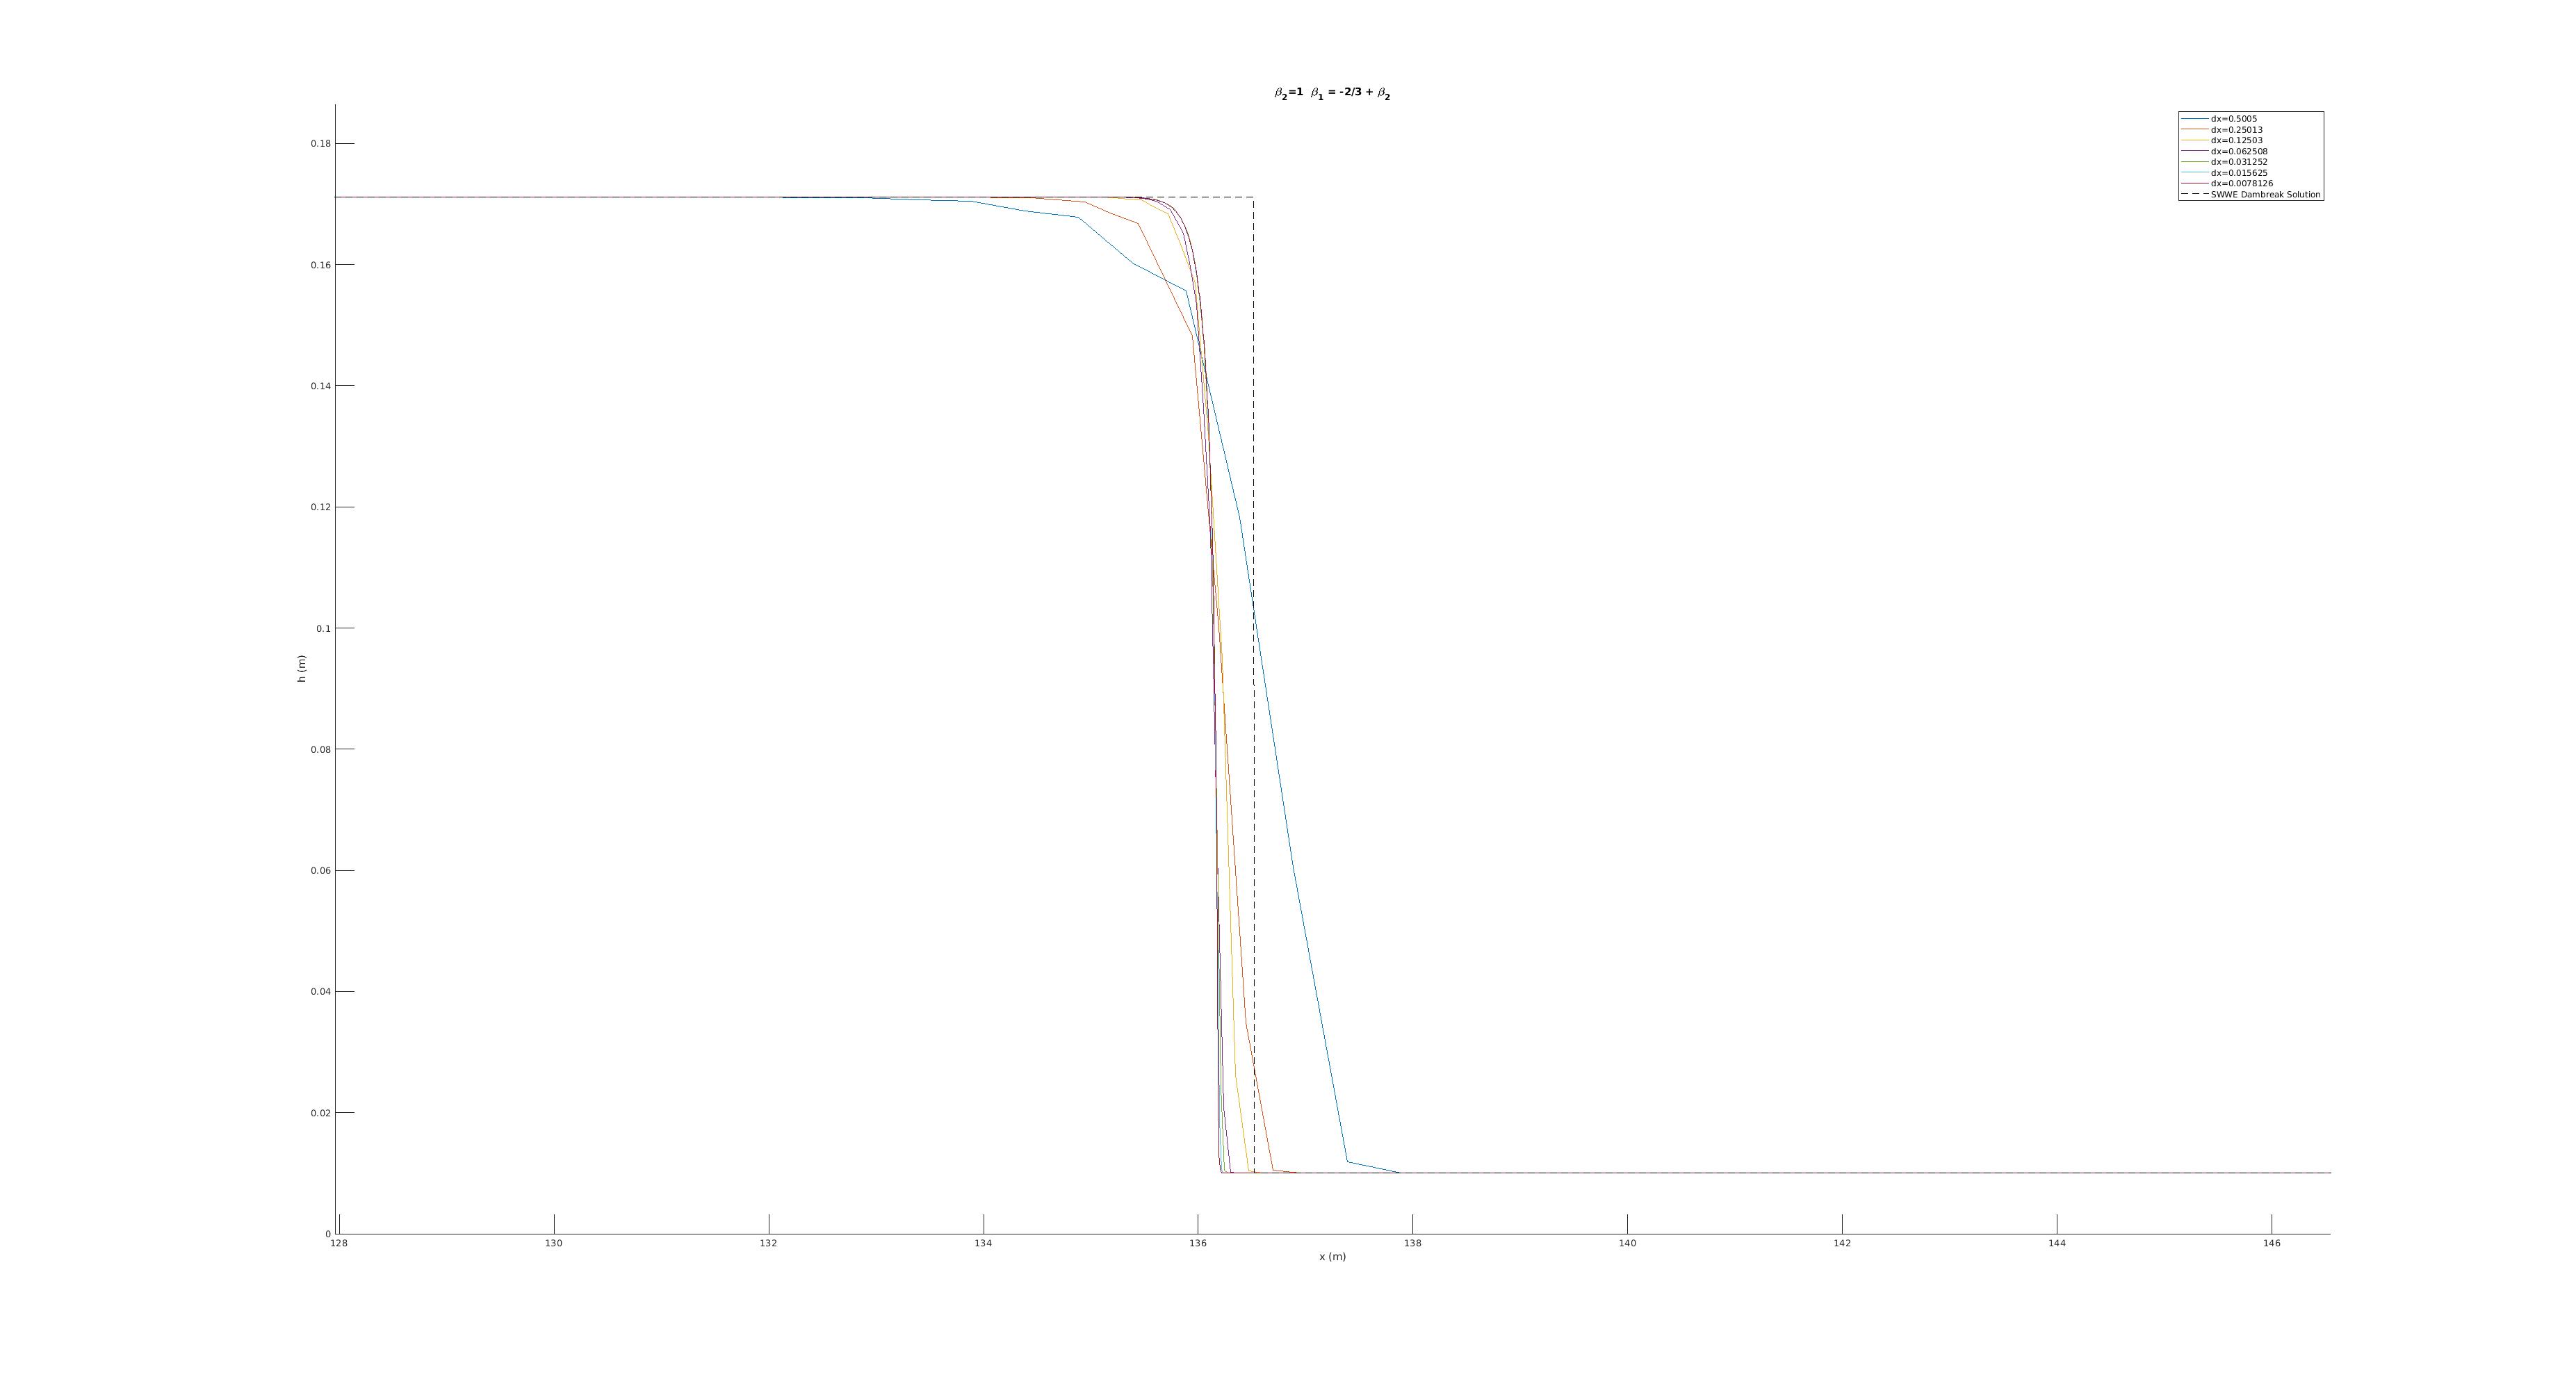 β2=1 β1 = -2/3 + β2
dx=0.5005
dx=0.25013
dx=0.12503
dx=0.062508
dx=0.031252
dx=0.015625
dx=0.0078126
SWWE Dambreak Solution
0.18
0.16
0.14
0.12
0.1
0.08
0.06
0.04
0.02
0
h (m)
128 130 132 134 136 138 140 142 144 146
x (m)